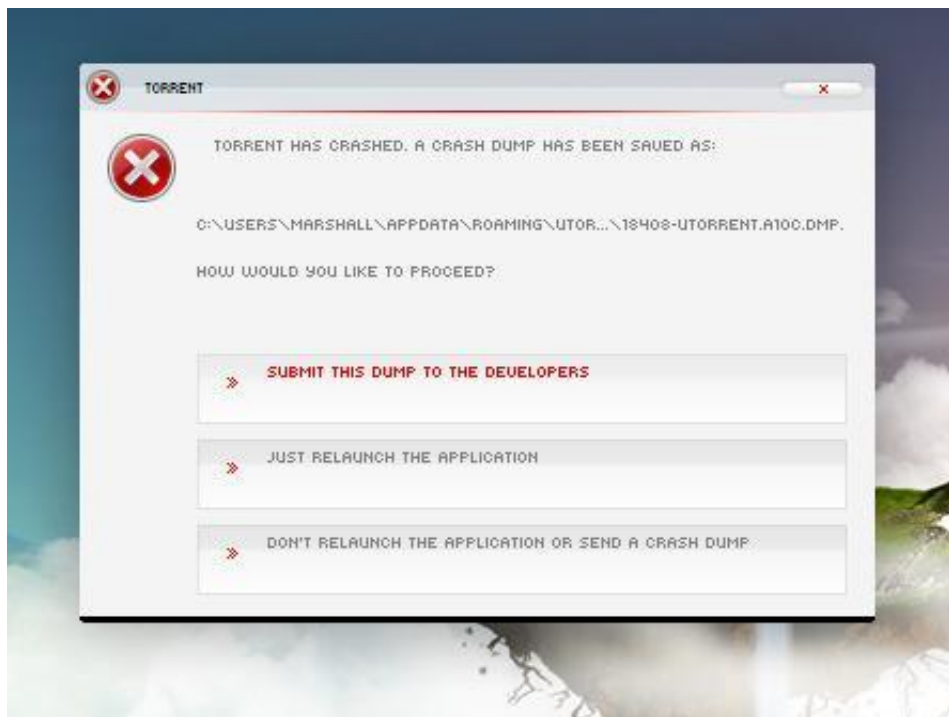 TORRENT
X
TORRENT HAS CRASHED. A CRASH DUMP HAS BEEN SAVED AS:
C:\USERS\MARSHALL\APPDATA\ROAMING\UTOR...\18408-UTORRENT.A10C.DMP.
HOW WOULD YOU LIKE TO PROCEED?
SUBMIT THIS DUMP TO THE DEVELOPERS
JUST RELAUNCH THE APPLICATION
DON'T RELAUNCH THE APPLICATION OR SEND A CRASH DUMP